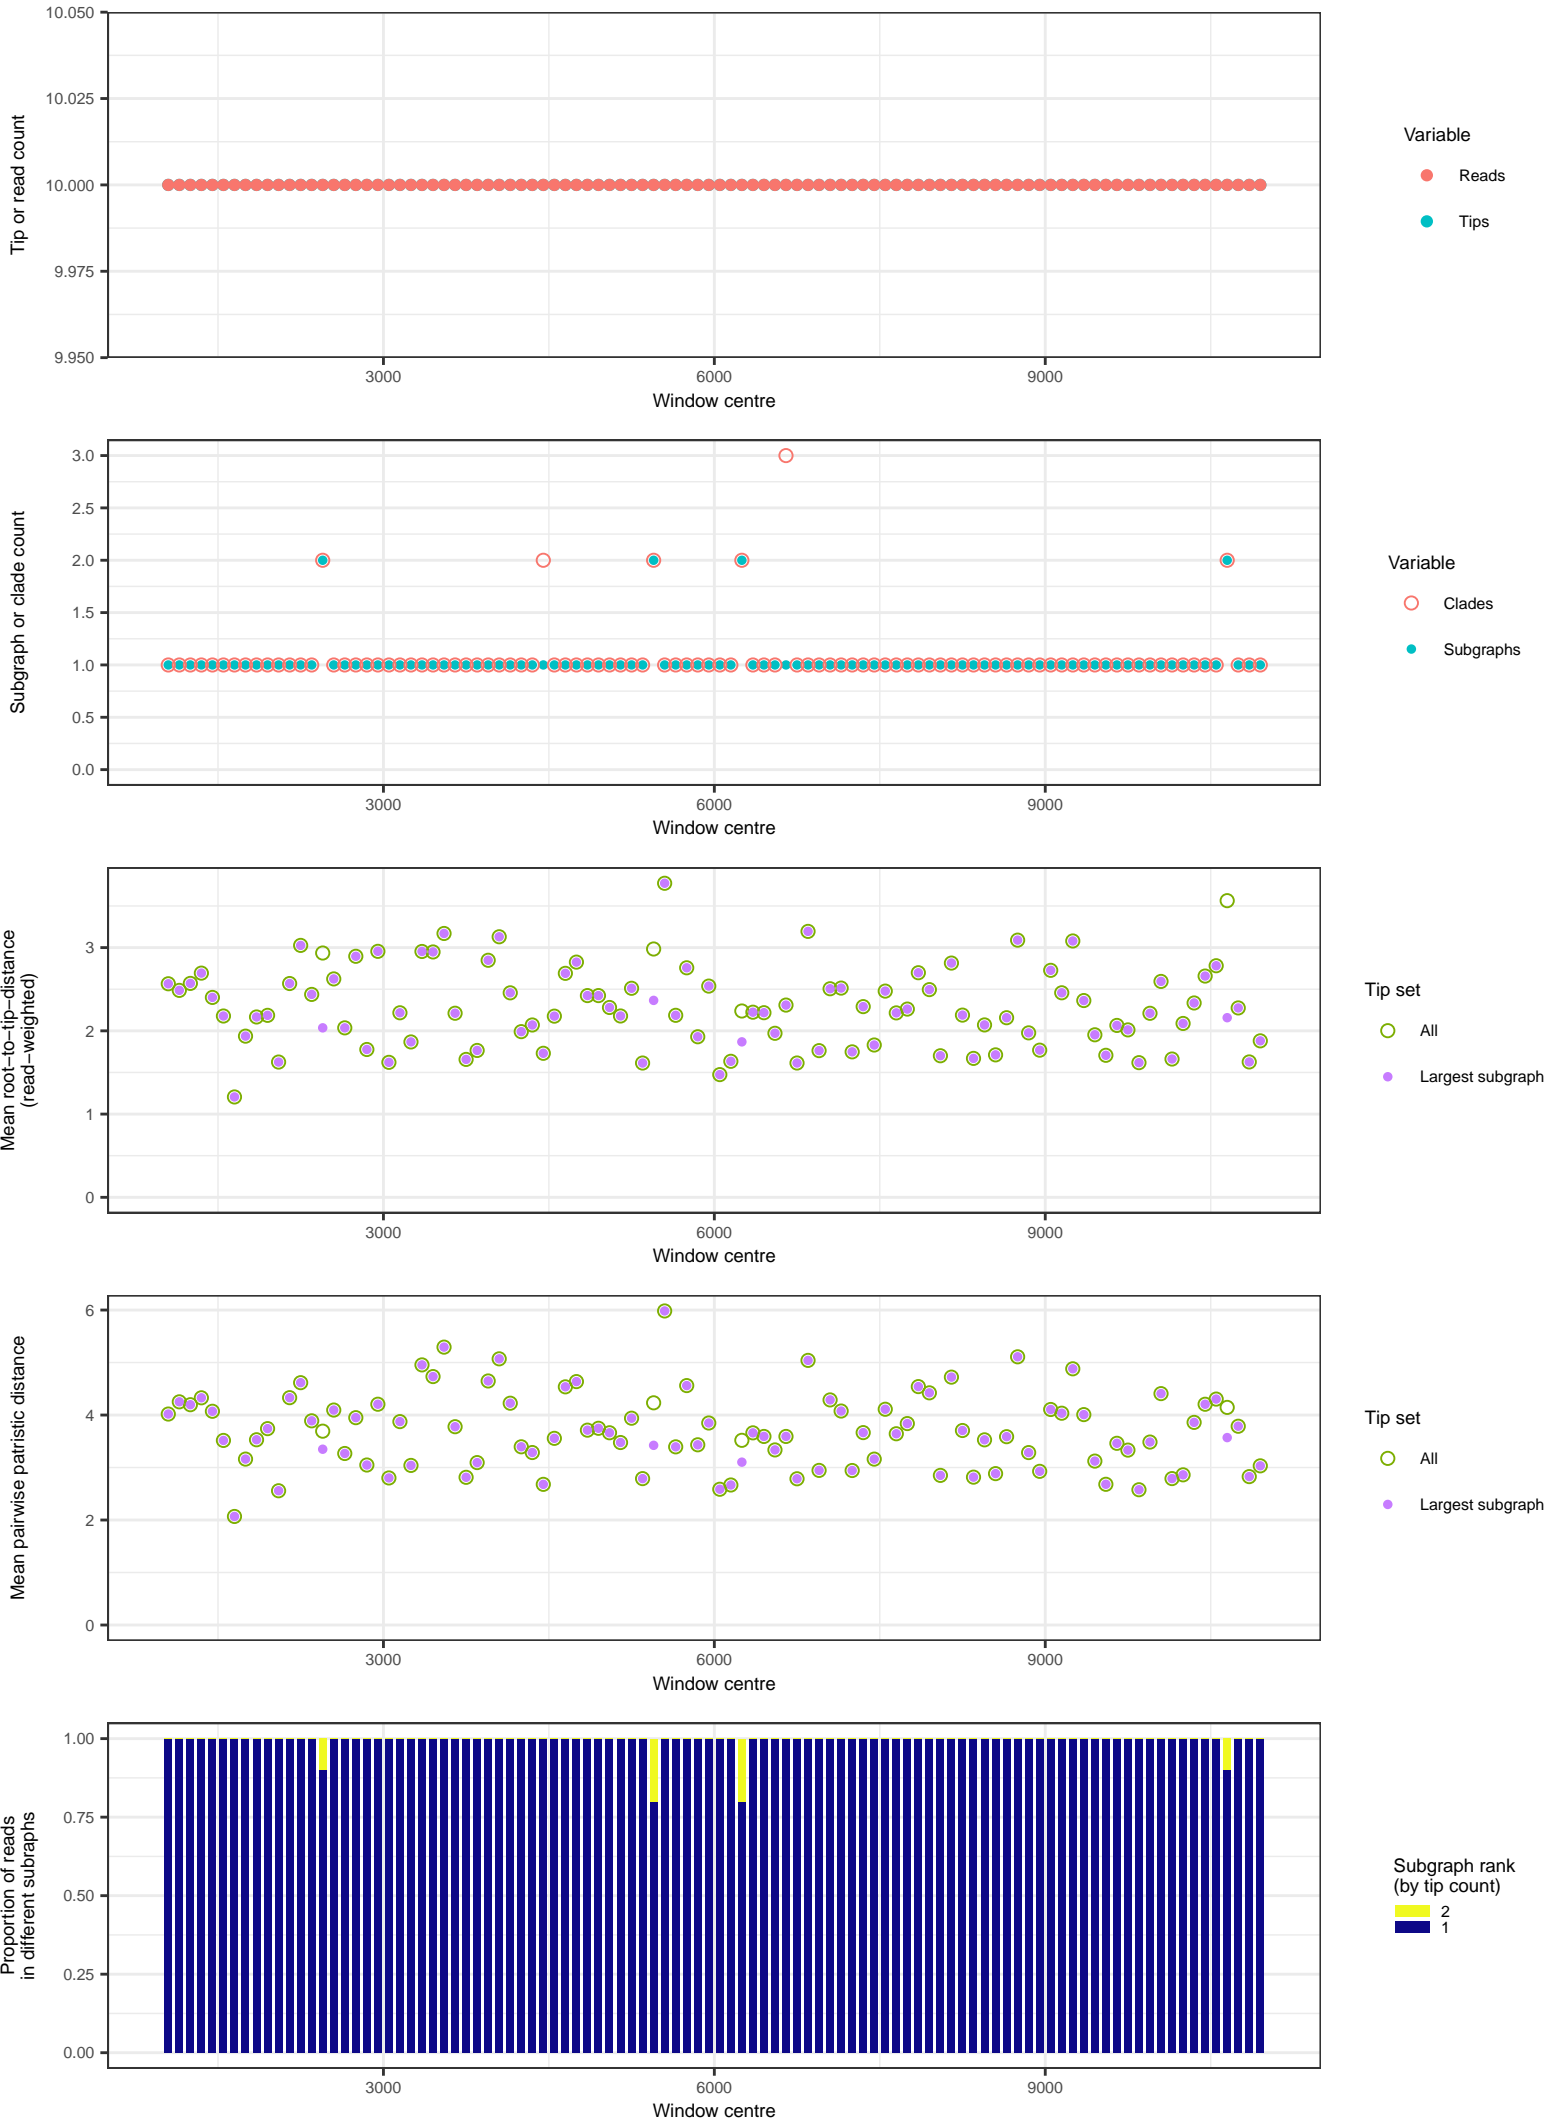 10.050
10.025
10.000
9.975
9.950
Tip or read count
3000
6000
9000
Window centre
Variable
Reads
Tips
3.0
2.5
2.0
1.5
1.0
0.5
0.0
Subgraph or clade count
3000
6000
9000
Window centre
Variable
Clades
Subgraphs
3
2
1
0
Mean root−to−tip−distance
(read−weighted)
3000
6000
9000
Window centre
Tip set
All
Largest subgraph
6
4
2
0
Mean pairwise patristic distance
3000
6000
9000
Window centre
Tip set
All
Largest subgraph
1.00
0.75
0.50
0.25
0.00
Proportion of reads
in different subraphs
3000
6000
9000
Window centre
Subgraph rank
(by tip count)
2
1